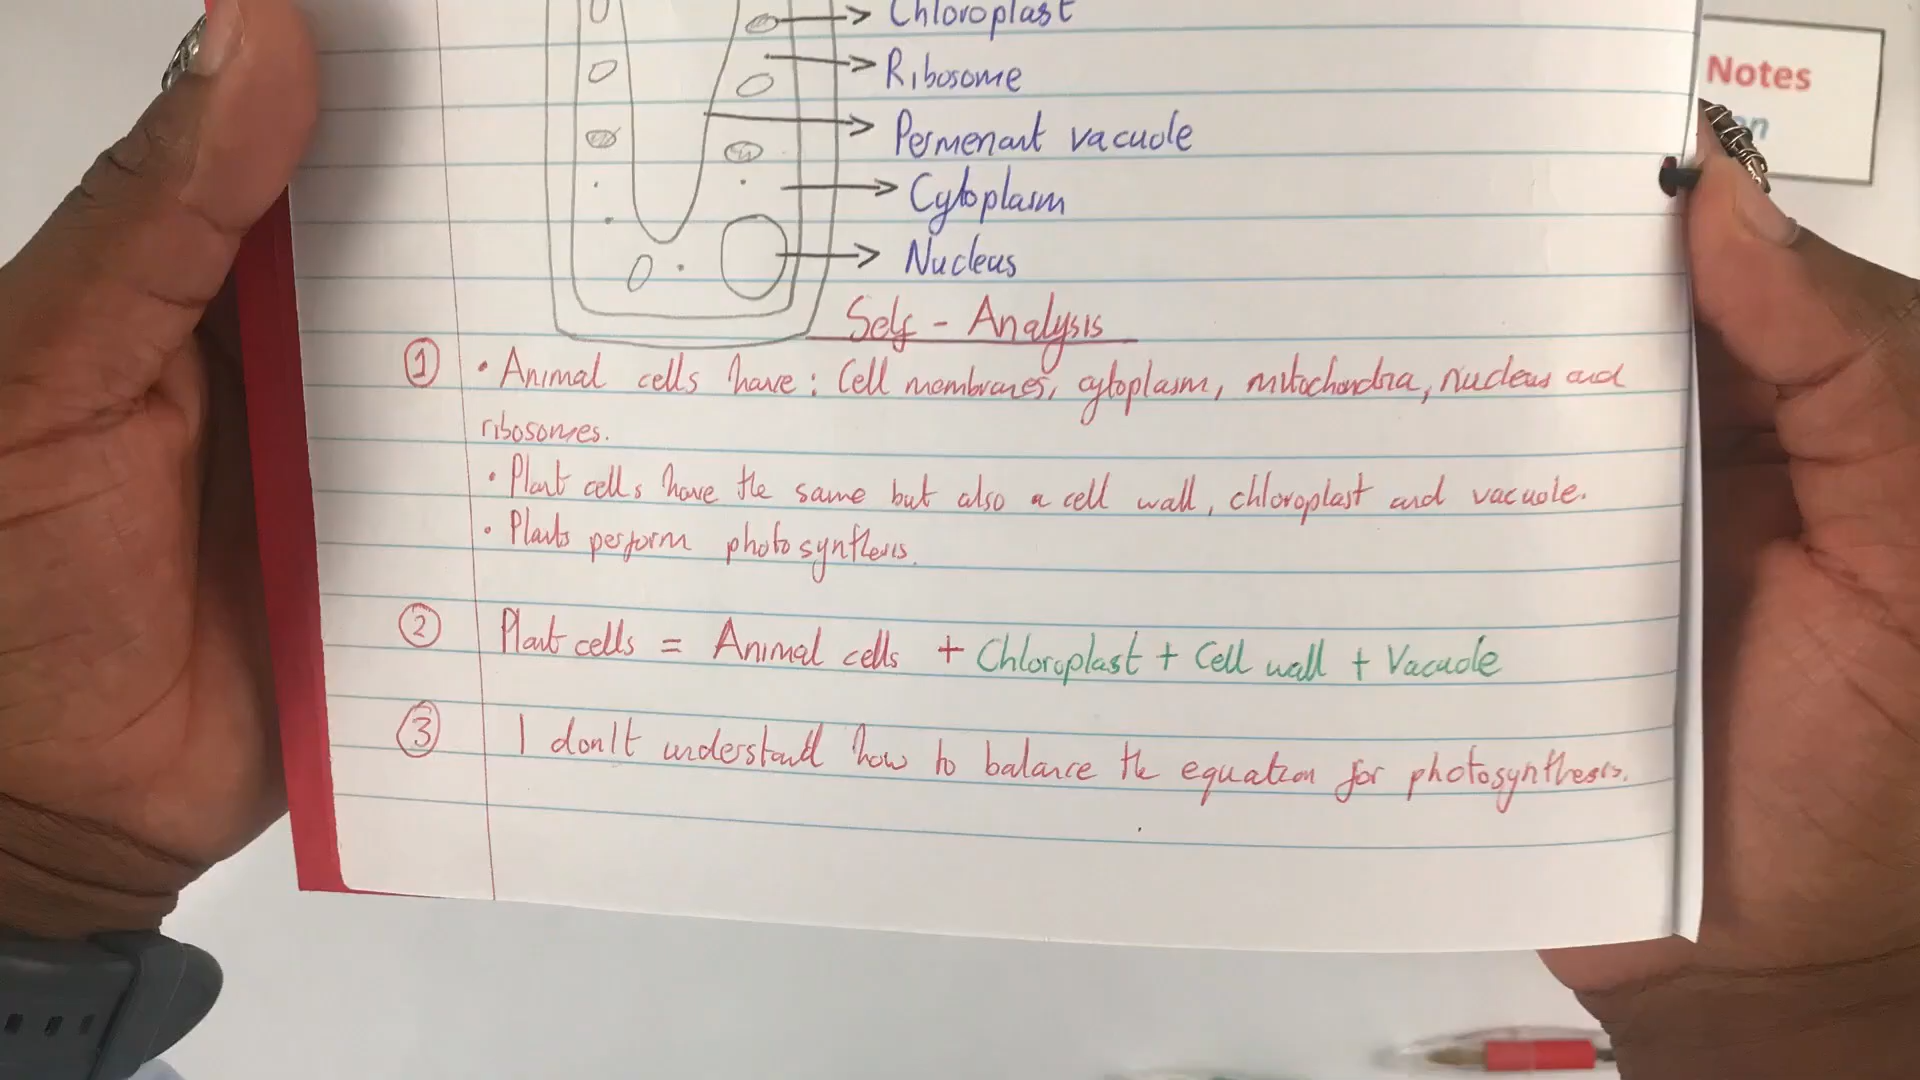 Chloroplast
Ribosome
Permenant vacuole
Cytoplasm
Nucleus
Self - Analysis
① • Animal cells have: Cell membranes, cytoplasm, mitochondria, nucleus and
ribosomes.
• Plant cells have the same but also a cell wall, chloroplast and vacuole.
• Plants perform photosynthesis.
② Plant cells = Animal cells + Chloroplast + Cell wall + Vacuole
③ I don't understand how to balance the equation for photosynthesis.
Notes